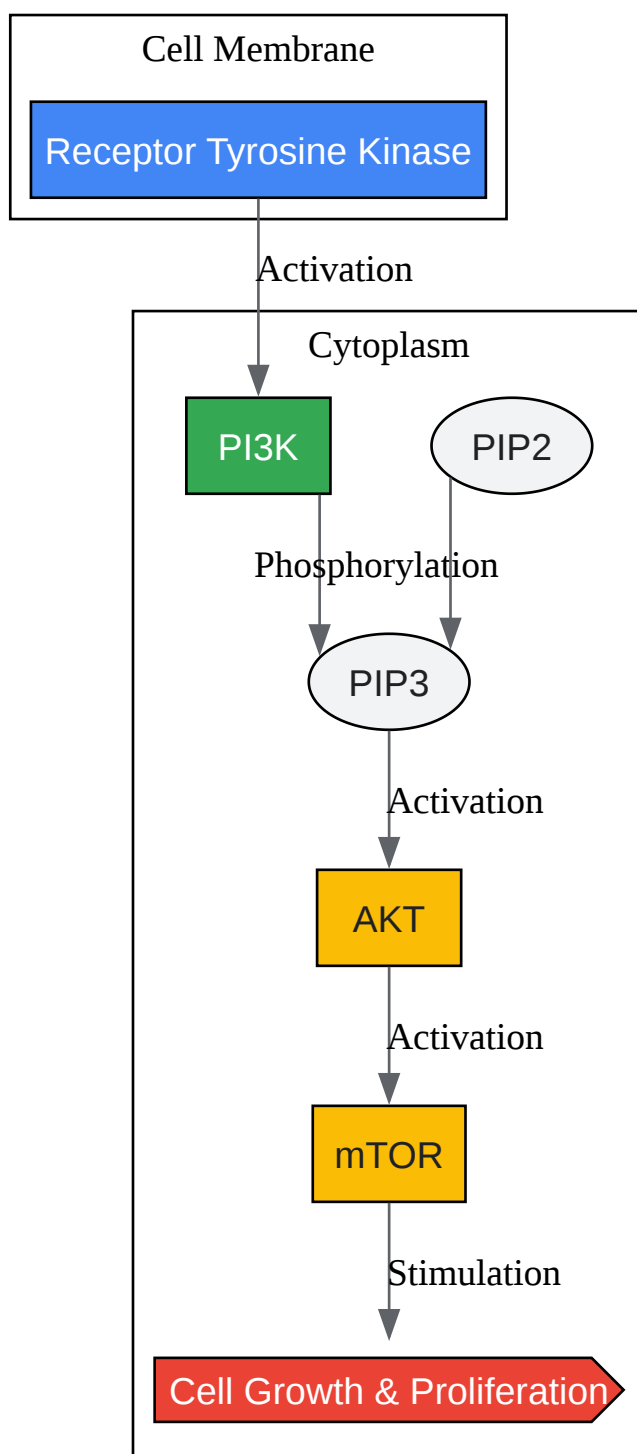 Cell Membrane
Receptor Tyrosine Kinase
Activation
Cytoplasm
PI3K
PIP2
Phosphorylation
PIP3
Activation
AKT
Activation
mTOR
Stimulation
Cell Growth & Proliferation